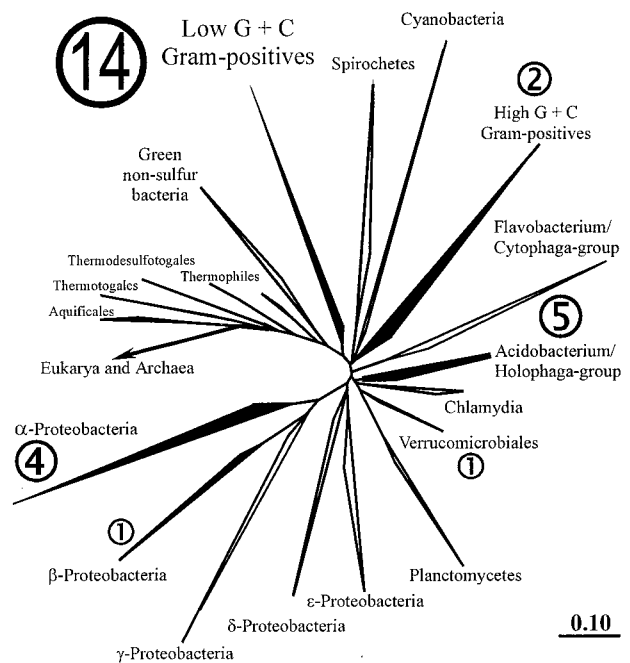 14
Low G + C
Gram-positives
Cyanobacteria
Spirochetes
2
High G + C
Gram-positives
Green
non-sulfur
bacteria
Flavobacterium/
Cytophaga-group
Thermodesulfotogales
Thermophiles
Thermotogales
Aquificales
5
Acidobacterium/
Holophaga-group
Eukarya and Archaea
Chlamydia
α-Proteobacteria
4
Verrucomicrobiales
1
1
β-Proteobacteria
Planctomycetes
ε-Proteobacteria
δ-Proteobacteria
γ-Proteobacteria
0.10